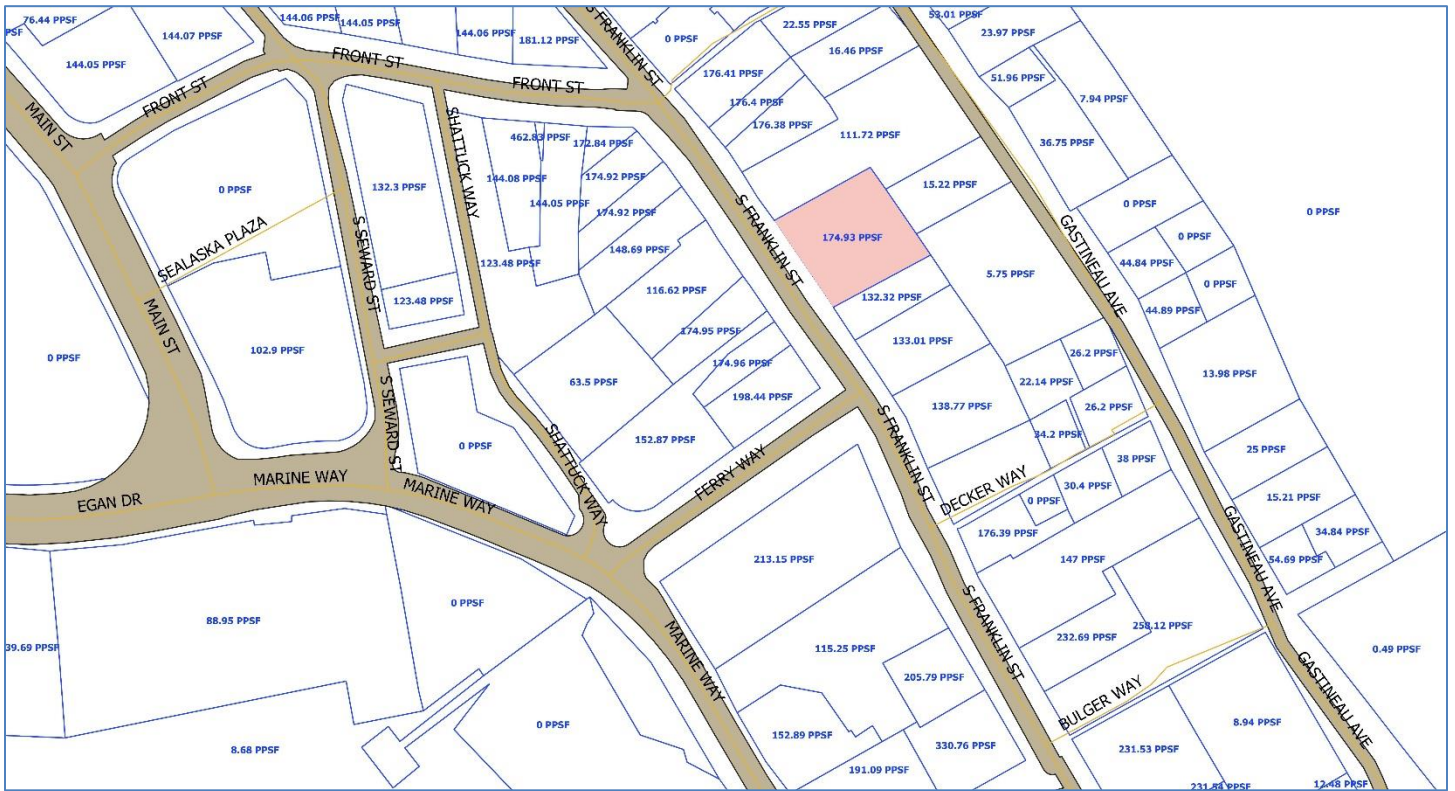 76.44 PPSF
PSF
144.07 PPSF
144.05 PPSF
144.06 PPSF
144.05 PPSF
144.06 PPSF
181.12 PPSF
S FRANKLIN ST
0 PPSF
22.55 PPSF
16.46 PPSF
53.01 PPSF
23.97 PPSF
51.96 PPSF
7.94 PPSF
36.75 PPSF
FRONT ST
FRONT ST
FRONT ST
MAIN ST
176.41 PPSF
176.4 PPSF
176.38 PPSF
111.72 PPSF
SHATTUCK WAY
462.83 PPSF
172.84 PPSF
144.08 PPSF
174.92 PPSF
144.05 PPSF
174.92 PPSF
148.69 PPSF
123.48 PPSF
0 PPSF
132.3 PPSF
15.22 PPSF
0 PPSF
0 PPSF
0 PPSF
SEALASKA PLAZA
S SEWARD ST
S FRANKLIN ST
174.93 PPSF
GASTINEAU AVE
44.84 PPSF
0 PPSF
44.89 PPSF
5.75 PPSF
116.62 PPSF
132.32 PPSF
123.48 PPSF
MAIN ST
174.95 PPSF
133.01 PPSF
0 PPSF
102.9 PPSF
174.96 PPSF
26.2 PPSF
22.14 PPSF
13.98 PPSF
63.5 PPSF
198.44 PPSF
138.77 PPSF
26.2 PPSF
S SEWARD ST
0 PPSF
152.87 PPSF
S FRANKLIN ST
34.2 PPSF
25 PPSF
38 PPSF
SHATTUCK WAY
FERRY WAY
DECKER WAY
30.4 PPSF
0 PPSF
15.21 PPSF
MARINE WAY
MARINE WAY
EGAN DR
176.39 PPSF
34.84 PPSF
GASTINEAU AVE
213.15 PPSF
147 PPSF
54.69 PPSF
0 PPSF
88.95 PPSF
39.69 PPSF
258.12 PPSF
232.69 PPSF
S FRANKLIN ST
MARINE WAY
115.25 PPSF
205.79 PPSF
0.49 PPSF
GASTINEAU AVE
BULGER WAY
0 PPSF
8.68 PPSF
152.89 PPSF
330.76 PPSF
191.09 PPSF
231.53 PPSF
8.94 PPSF
231.54 PPSF
12.48 PPSF